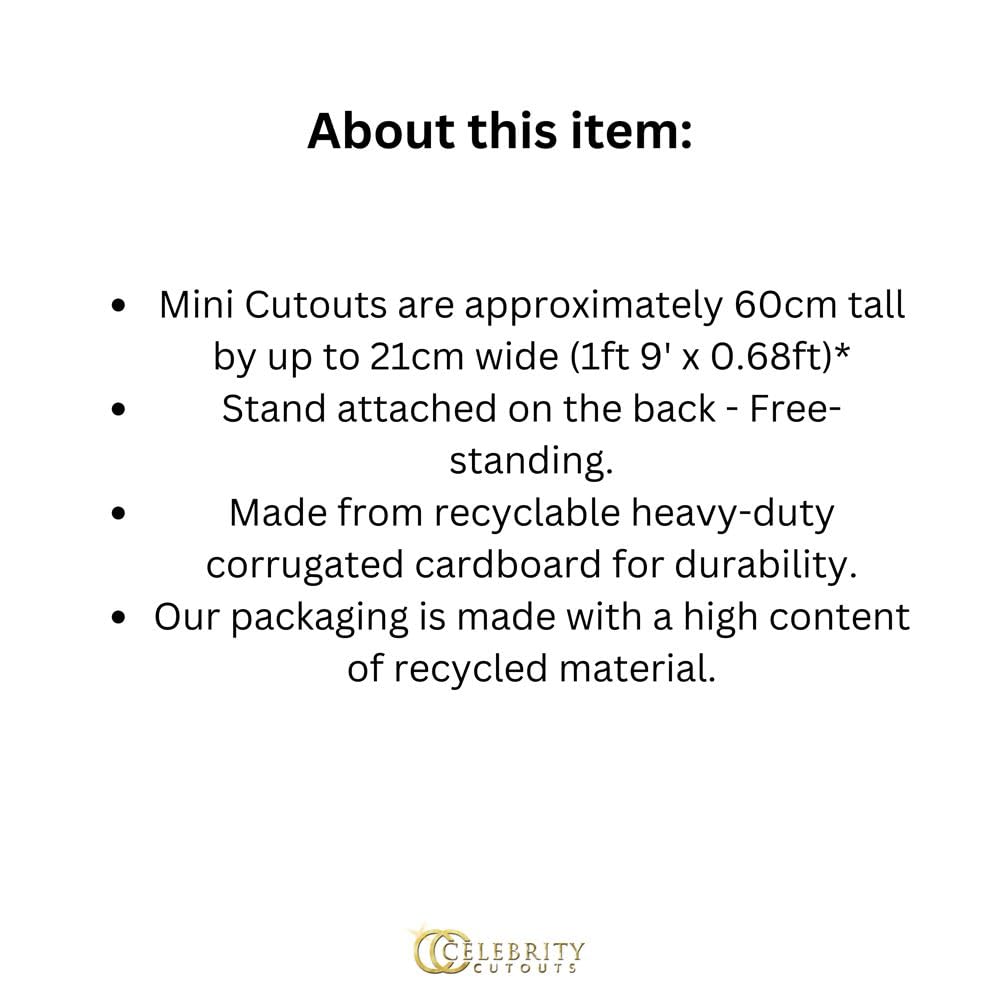 About this item:
• Mini Cutouts are approximately 60cm tall
by up to 21cm wide (1ft 9' x 0.68ft)*
• Stand attached on the back - Free-
standing.
• Made from recyclable heavy-duty
corrugated cardboard for durability.
• Our packaging is made with a high content
of recycled material.
CELEBRITY
CUTOUTS